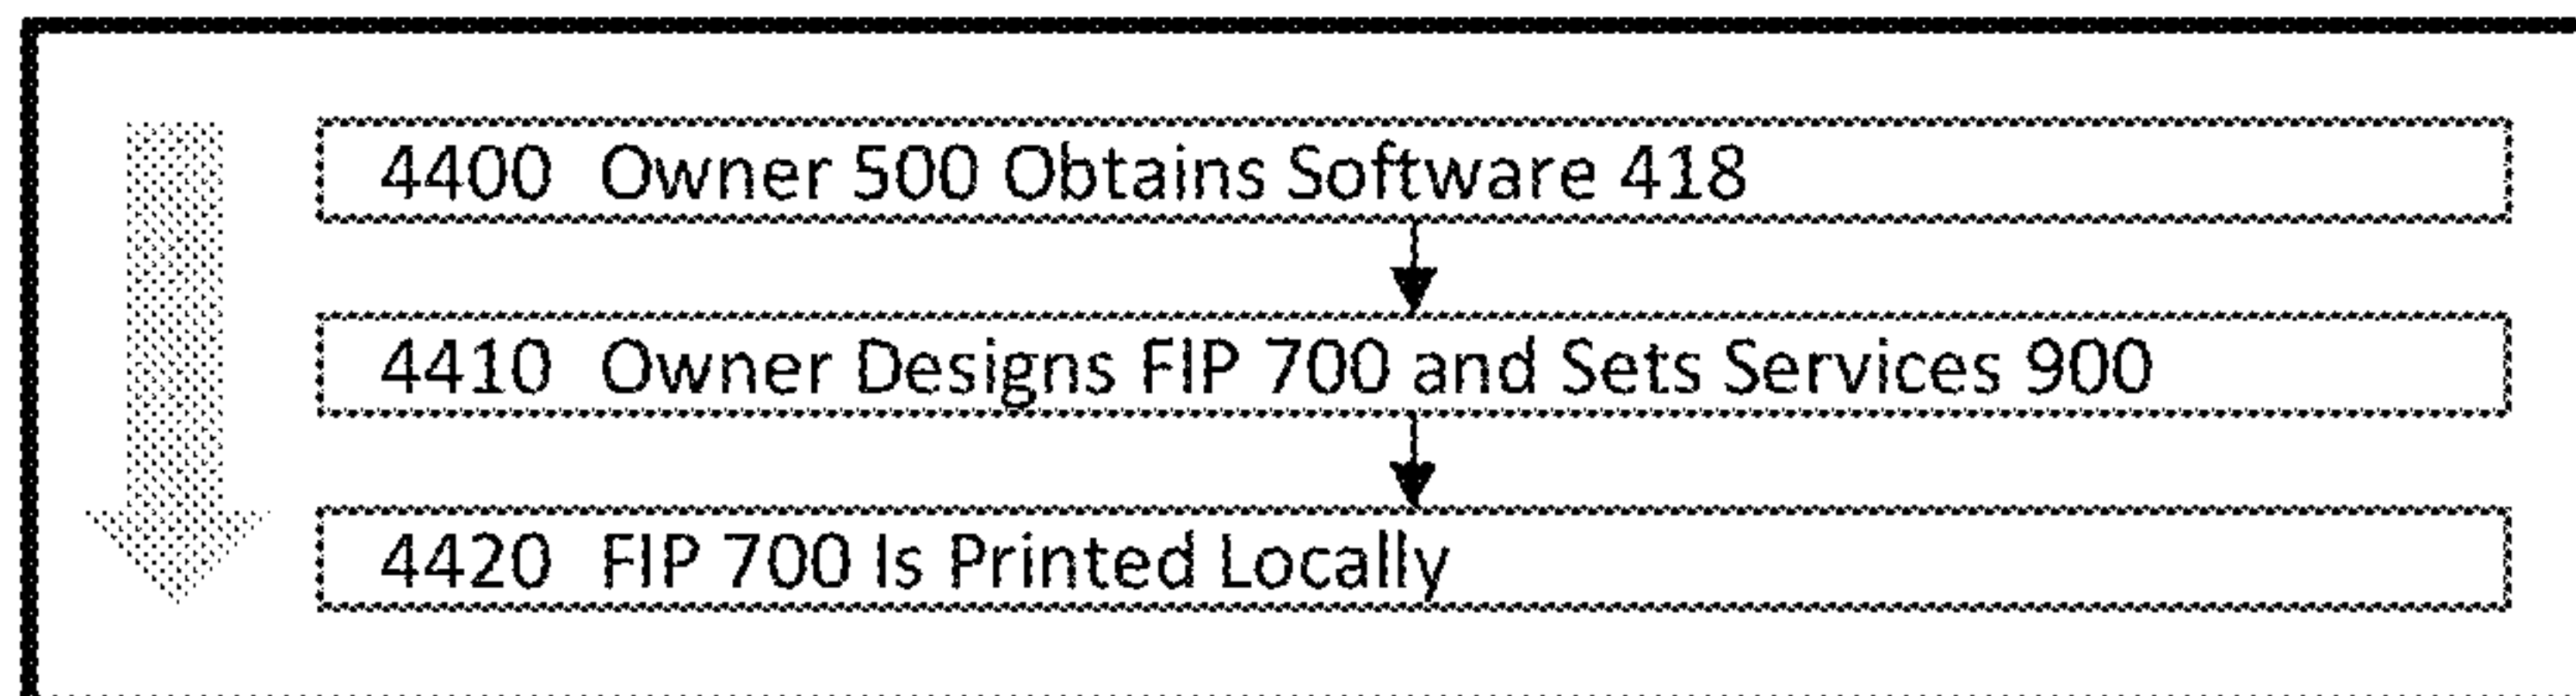 4400 Owner 500 Obtains Software 418
4410 Owner Designs FIP 700 and Sets Services 900
4420 FIP 700 Is Printed Locally